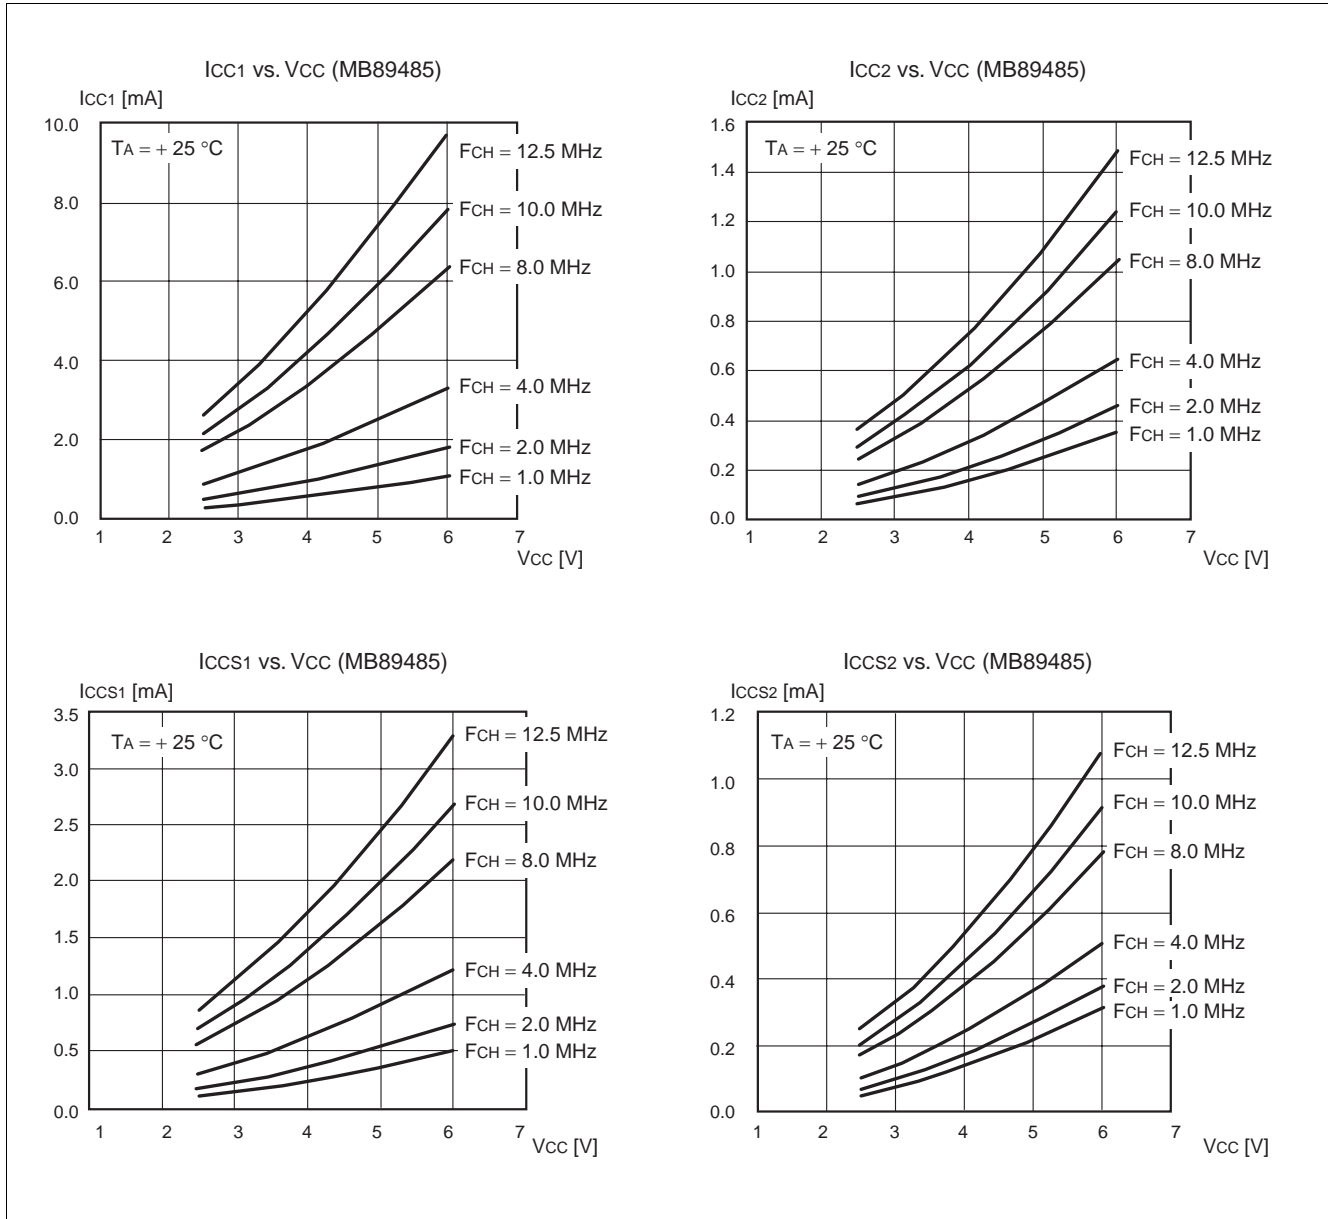 ICC1 vs. VCC (MB89485)
ICC1 [mA]
10.0
8.0
6.0
4.0
2.0
0.0
TA = + 25 °C
FCH = 12.5 MHz
FCH = 10.0 MHz
FCH = 8.0 MHz
FCH = 4.0 MHz
FCH = 2.0 MHz
FCH = 1.0 MHz
1 2 3 4 5 6 7
VCC [V]
ICC2 vs. VCC (MB89485)
ICC2 [mA]
1.6
1.4
1.2
1.0
0.8
0.6
0.4
0.2
0.0
TA = + 25 °C
FCH = 12.5 MHz
FCH = 10.0 MHz
FCH = 8.0 MHz
FCH = 4.0 MHz
FCH = 2.0 MHz
FCH = 1.0 MHz
1 2 3 4 5 6 7
VCC [V]
ICCS1 vs. VCC (MB89485)
ICCS1 [mA]
3.5
3.0
2.5
2.0
1.5
1.0
0.5
0.0
TA = + 25 °C
FCH = 12.5 MHz
FCH = 10.0 MHz
FCH = 8.0 MHz
FCH = 4.0 MHz
FCH = 2.0 MHz
FCH = 1.0 MHz
1 2 3 4 5 6 7
VCC [V]
ICCS2 vs. VCC (MB89485)
ICCS2 [mA]
1.2
1.0
0.8
0.6
0.4
0.2
0.0
TA = + 25 °C
FCH = 12.5 MHz
FCH = 10.0 MHz
FCH = 8.0 MHz
FCH = 4.0 MHz
FCH = 2.0 MHz
FCH = 1.0 MHz
1 2 3 4 5 6 7
VCC [V]